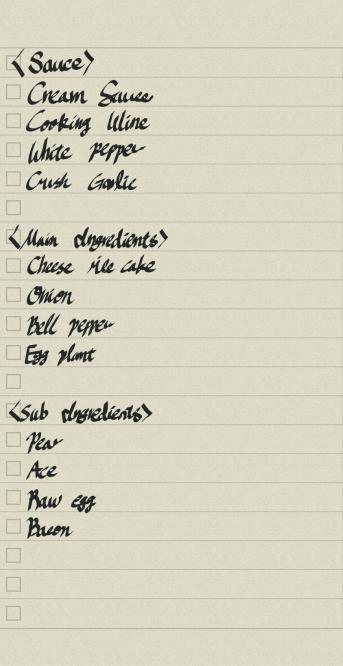 <Sauce>
Cream Sauce
Cooking Wine
White pepper
Crush Garlic
<Main Ingredients>
Cheese rice cake
Onion
Bell pepper
Egg plant
<Sub Ingredients>
Pear
Ace
Raw egg
Bacon